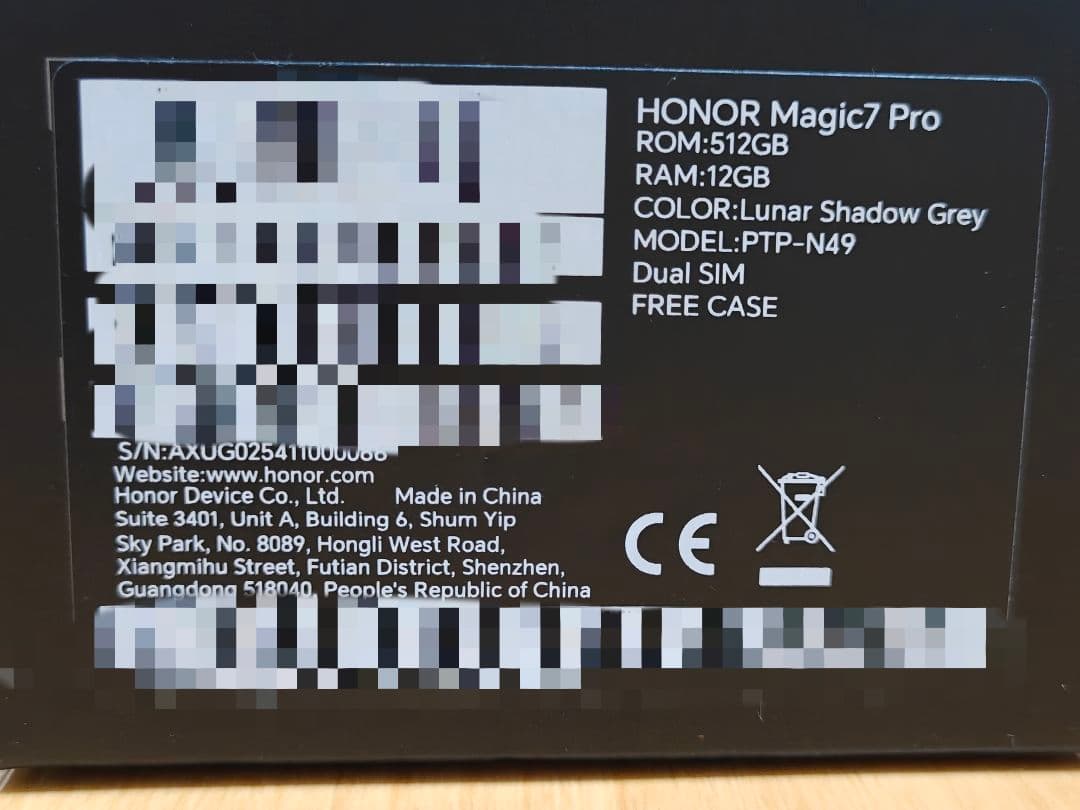 HONOR Magic7 Pro
ROM:512GB
RAM:12GB
COLOR:Lunar Shadow Grey
MODEL:PTP-N49
Dual SIM
FREE CASE
Website:www.honor.com
Honor Device Co., Ltd. Made in China
Suite 3401, Unit A, Building 6, Shum Yip
Sky Park, No. 8089, Hongli West Road,
Xiangmihu Street, Futian District, Shenzhen,
Guangdong 518040, People's Republic of China
CE